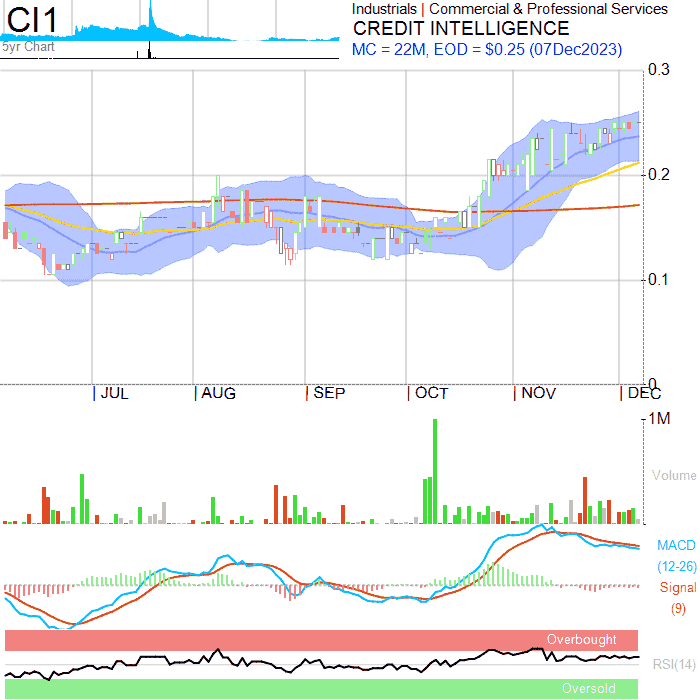 CI1
5yr Chart
Industrials | Commercial & Professional Services
CREDIT INTELLIGENCE
MC = 22M, EOD = $0.25 (07Dec2023)
0.3
0.2
0.1
0
JUL AUG SEP OCT NOV DEC
1M
Volume
MACD
(12-26)
Signal
(9)
Overbought
RSI(14)
Oversold